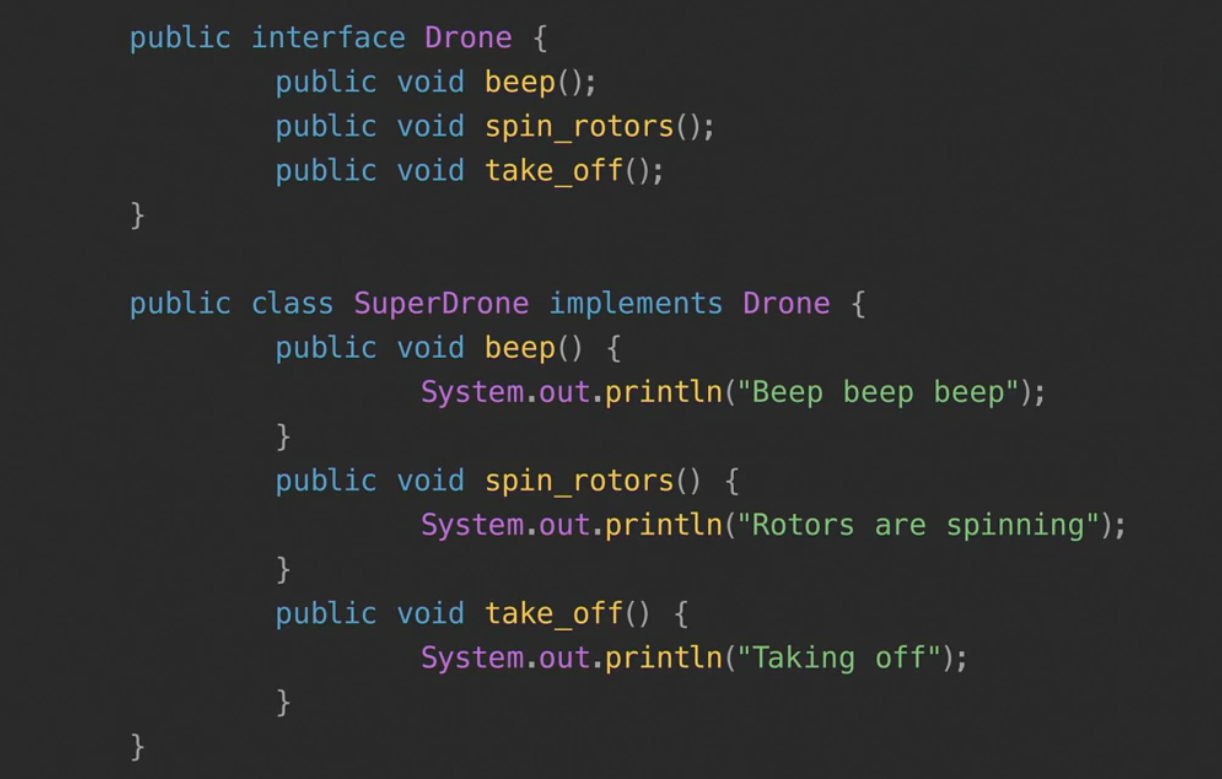 public interface Drone {
public void beep();
public void spin_rotors();
public void take_off();
}
public class SuperDrone implements Drone {
public void beep() {
System.out.println("Beep beep beep");
}
public void spin_rotors() {
System.out.println("Rotors are spinning");
}
public void take_off() {
System.out.println("Taking off");
}
}